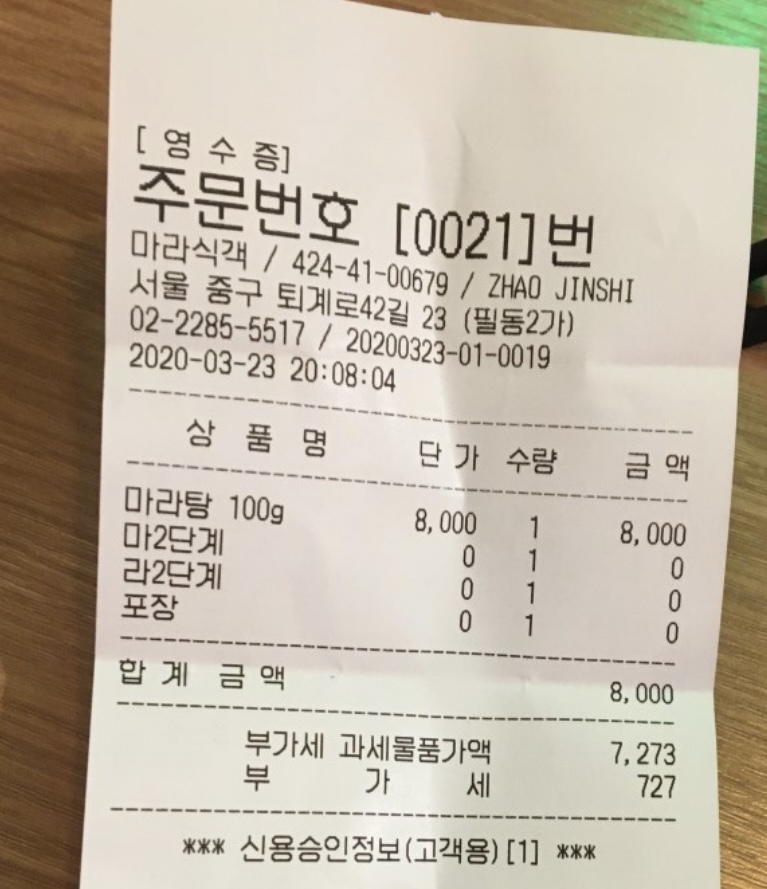 [ 영 수 증]
주문번호 [0021]번
마라식객 / 424-41-00679 / ZHAO JINSHI
서울 중구 퇴계로42길 23 (필동2가)
02-2285-5517 / 20200323-01-0019
2020-03-23 20:08:04
상 품 명 단 가 수량 금 액
마라탕 100g 8,000 1 8,000
마2단계 0 1 0
라2단계 0 1 0
포장 0 1 0
합 계 금 액 8,000
부가세 과세물품가액 7,273
부 가 세 727
*** 신용승인정보(고객용)[1] ***